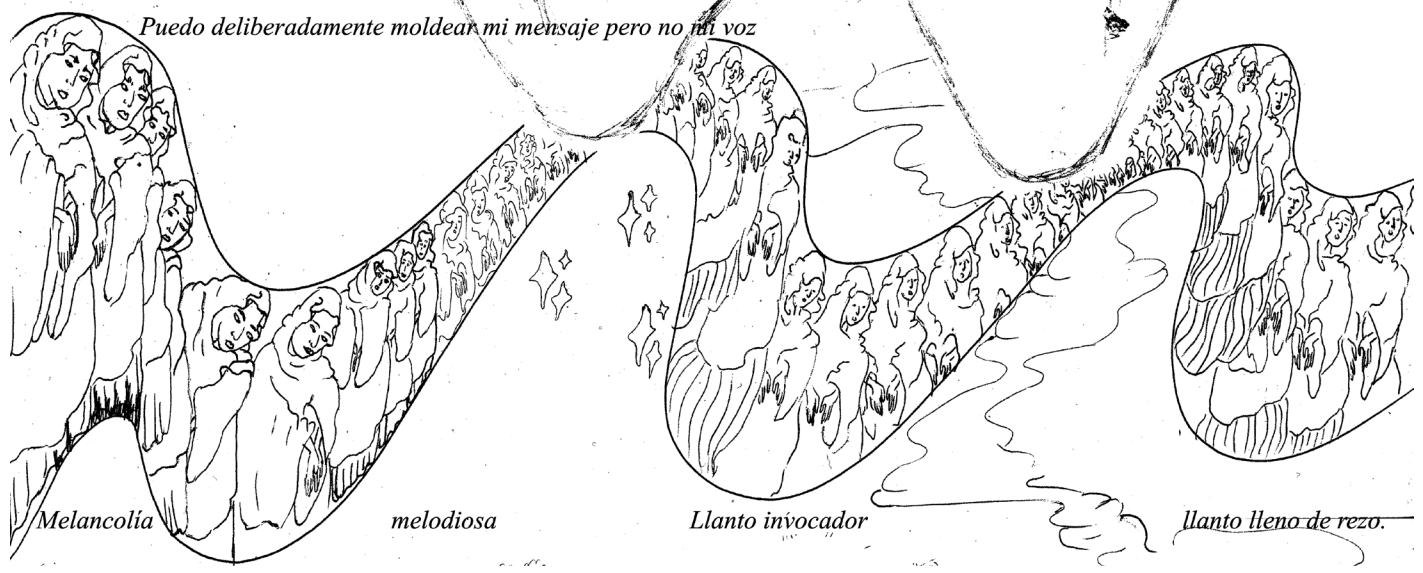 Puedo deliberadamente moldear mi mensaje pero no mi voz
Melancolía melodiosa Llanto invocador llanto lleno de rezo.